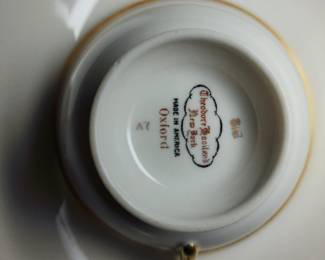 Theodore Haviland
New York
MADE IN AMERICA
Oxford